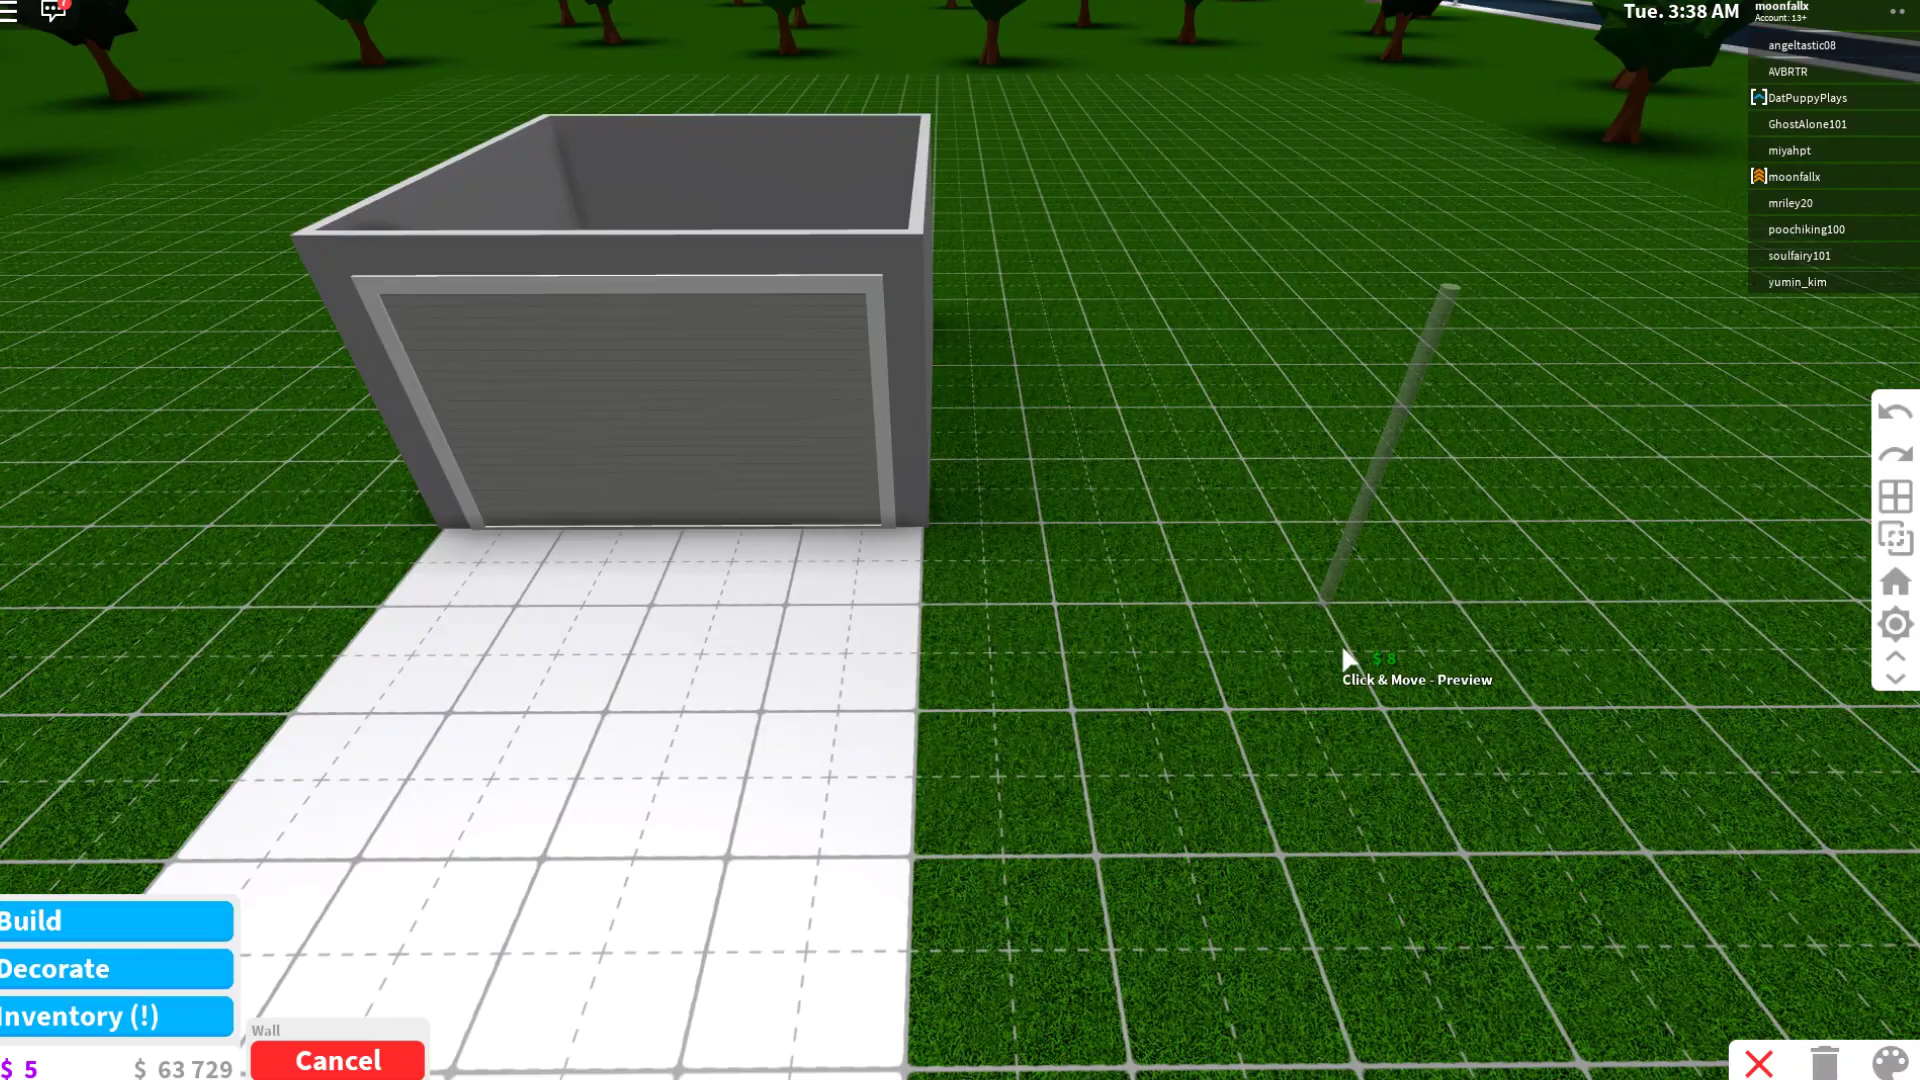 7
Tue. 3:38 AM
moonfallx
Account: 13+
angeltastic08
AVBRTR
DatPuppyPlays
GhostAlone101
miyahpt
moonfallx
mriley20
poochiking100
soulfairy101
yumin_kim
$ 8
Click & Move - Preview
Build
Decorate
Inventory (!)
Wall
Cancel
$ 5
$ 63 729